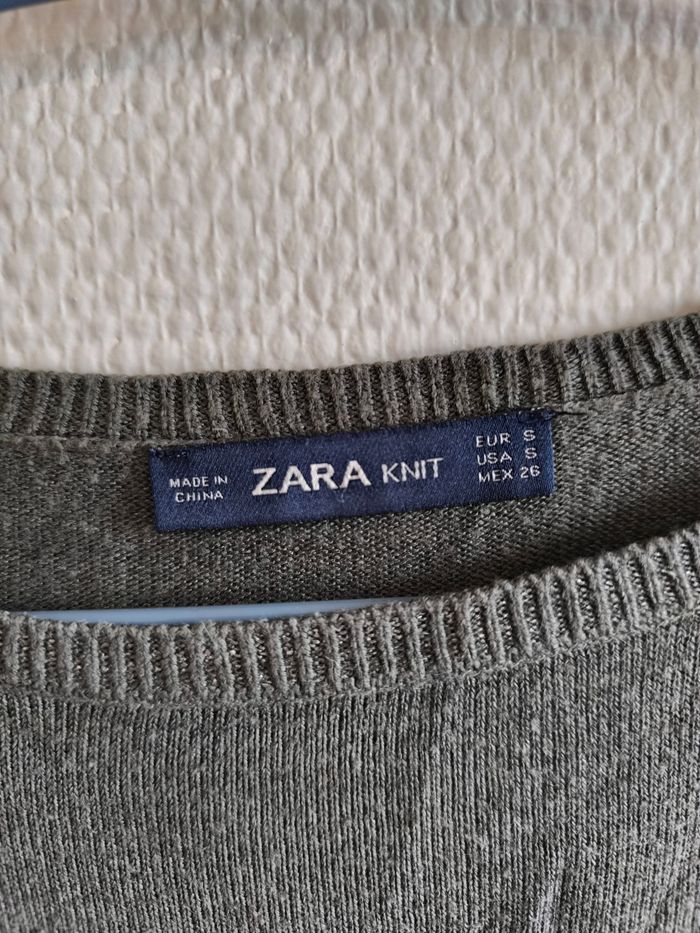 MADE IN
CHINA
ZARA KNIT
EUR S
USA S
MEX 26